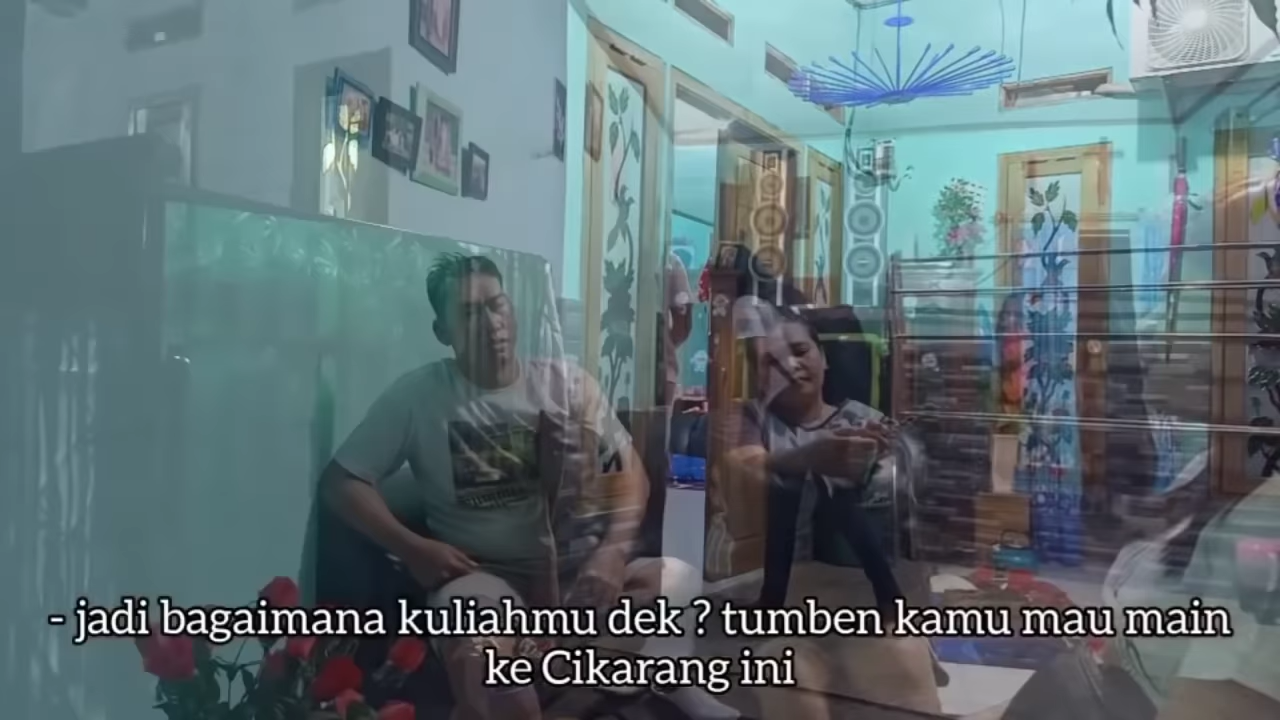 - jadi bagaimana kuliahmu dek ? tumben kamu mau main
ke Cikarang ini